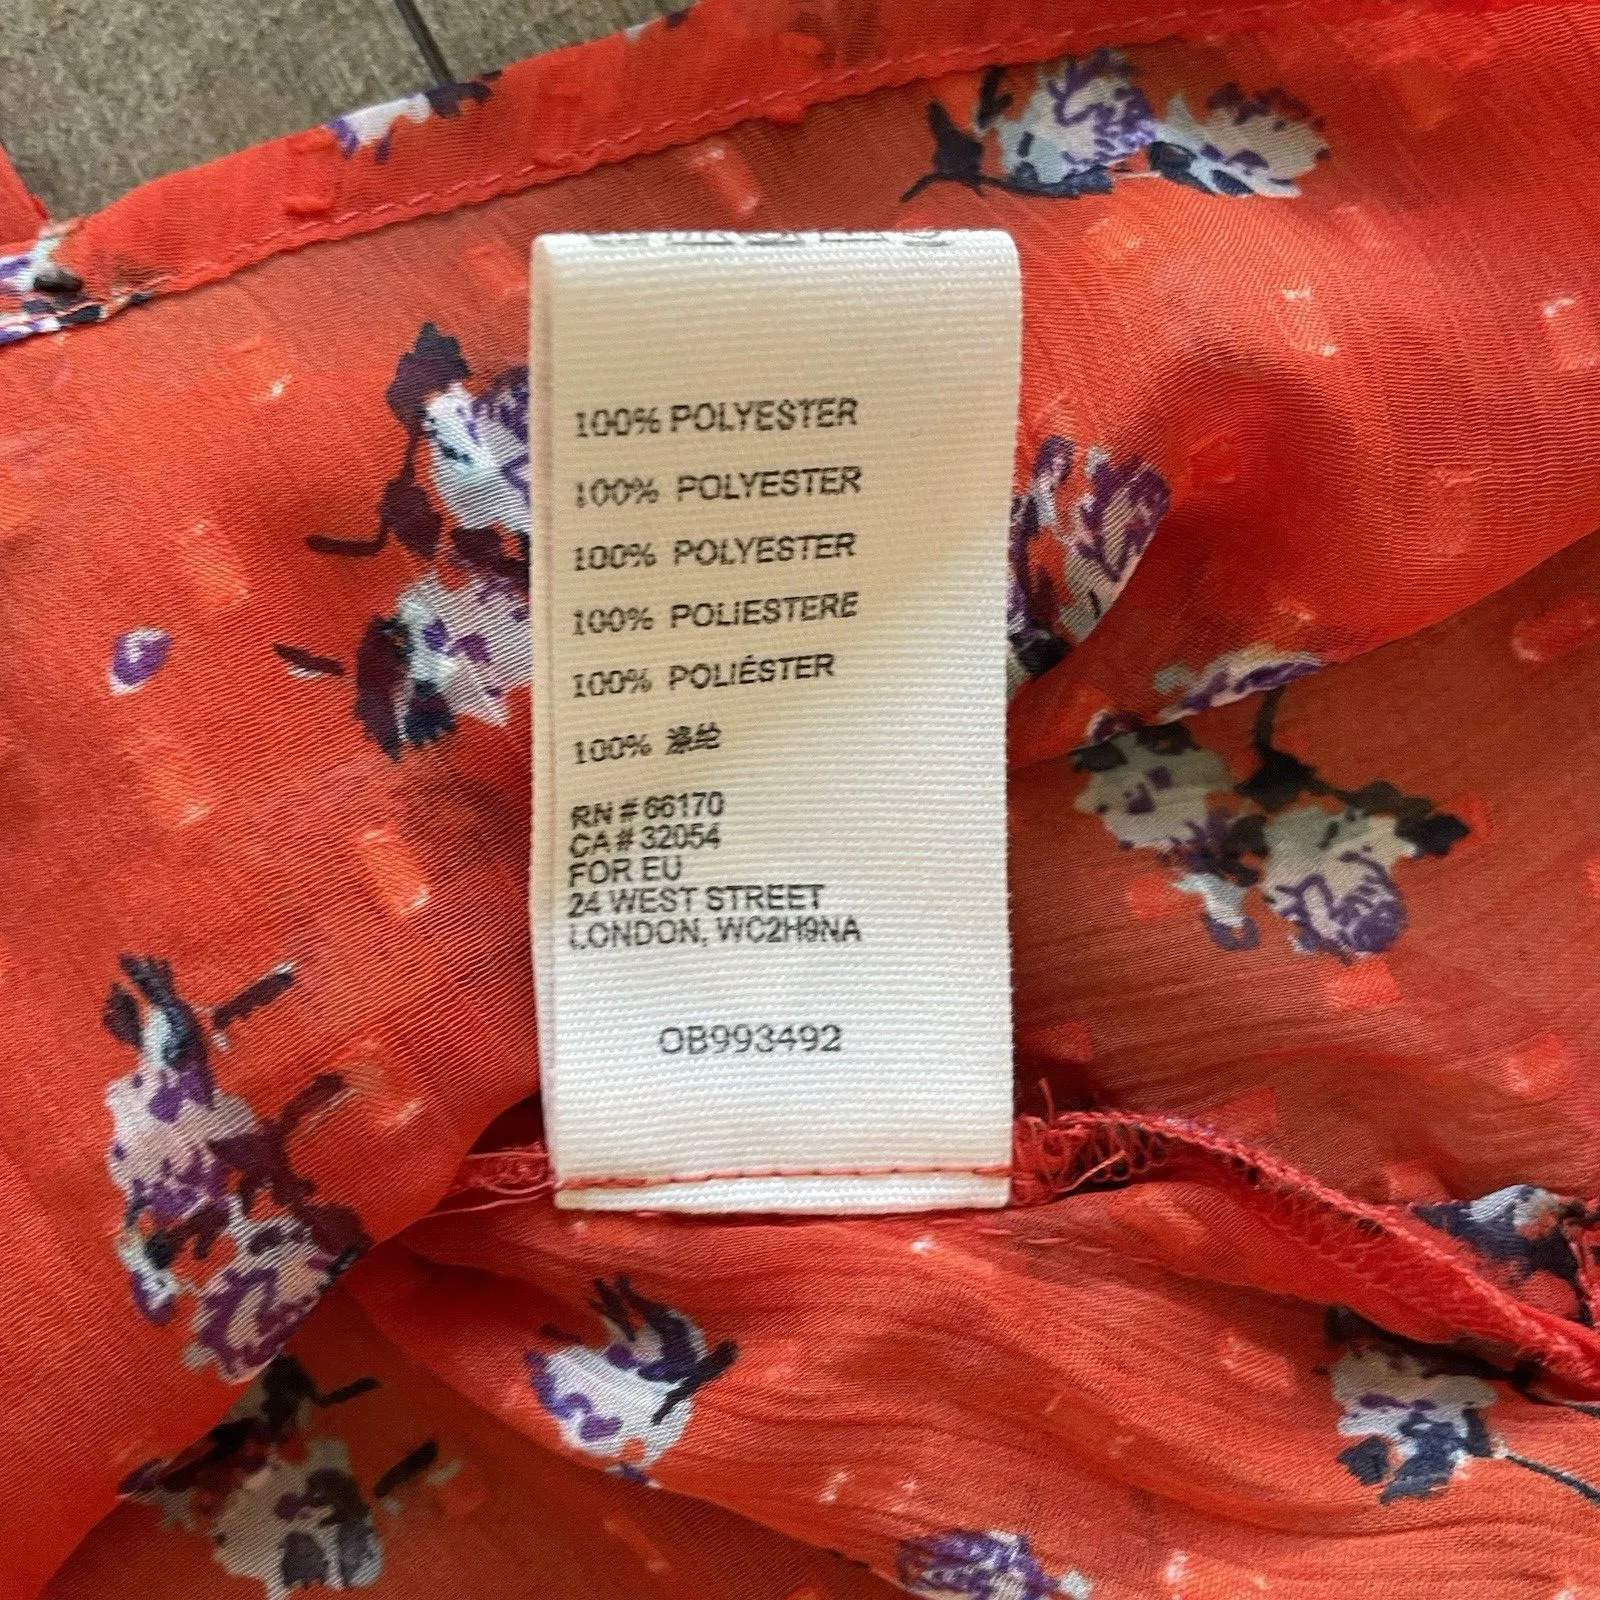 100% POLYESTER
100% POLYESTER
100% POLYESTER
100% POLIESTERE
100% POLIÉSTER
100% 涤纶
RN # 66170
CA # 32054
FOR EU
24 WEST STREET
LONDON, WC2H9NA
OB993492